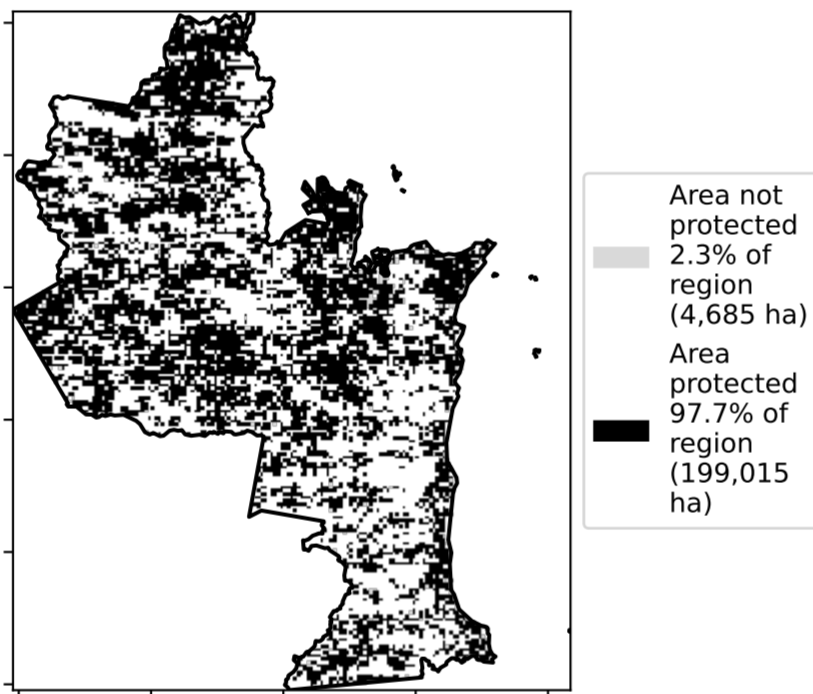 Area not
protected
2.3% of
region
(4,685 ha)
Area
protected
97.7% of
region
(199,015
ha)